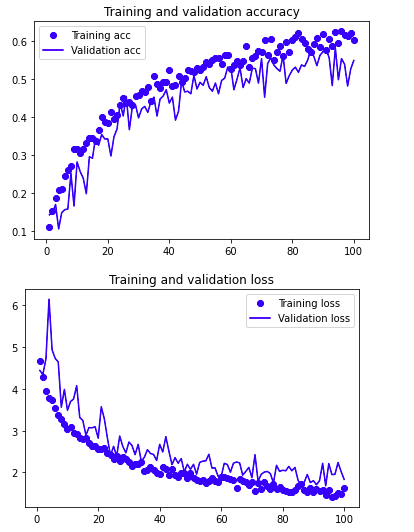 Training and validation accuracy
Training acc
Validation acc
0.6
0.5
0.4
0.3
0.2
0.1
0 20 40 60 80 100
Training and validation loss
Training loss
Validation loss
6
5
4
3
2
0 20 40 60 80 100